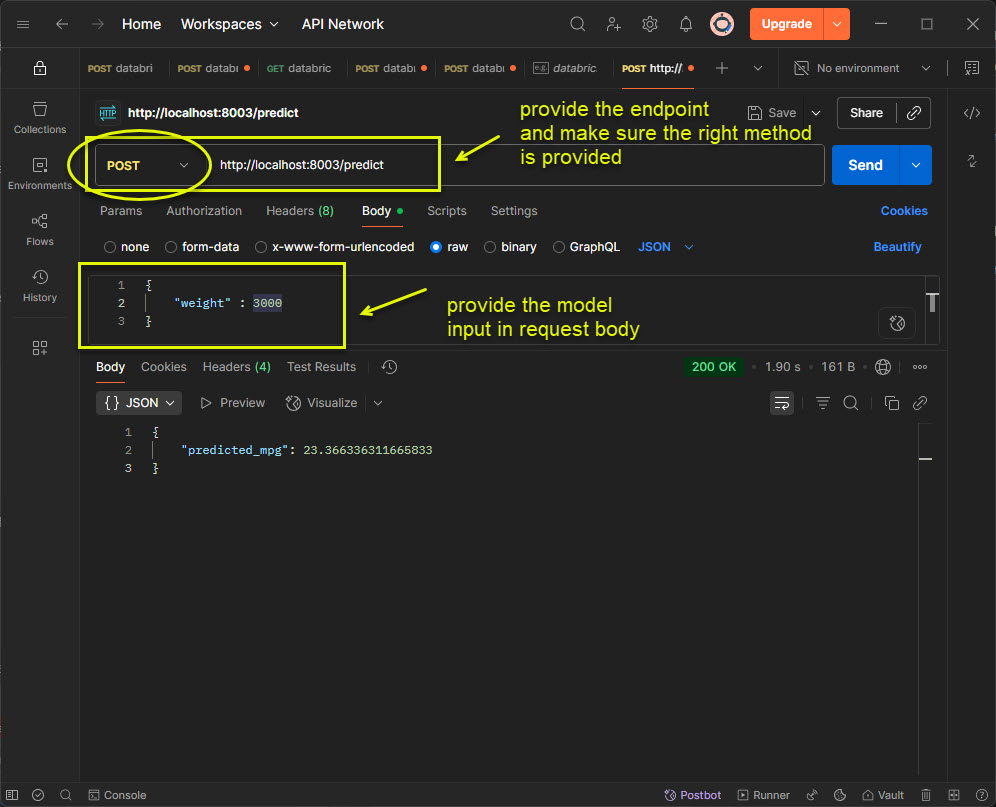 Home Workspaces API Network Upgrade
POST databri POST databi GET databric POST databu POST databi databric. POST http:/. No environment
HTTP http://localhost:8003/predict Save Share
provide the endpoint
and make sure the right method
is provided
POST http://localhost:8003/predict Send
Params Authorization Headers (8) Body Scripts Settings Cookies
none form-data x-www-form-urlencoded raw binary GraphQL JSON Beautify
1 {
2 "weight" : 3000
3 }
provide the model
input in request body
Collections
Environments
Flows
History
Body Cookies Headers (4) Test Results 200 OK 1.90 s 161 B
{ } JSON Preview Visualize
1 {
2 "predicted_mpg": 23.366336311665833
3 }
Console Postbot Runner Vault